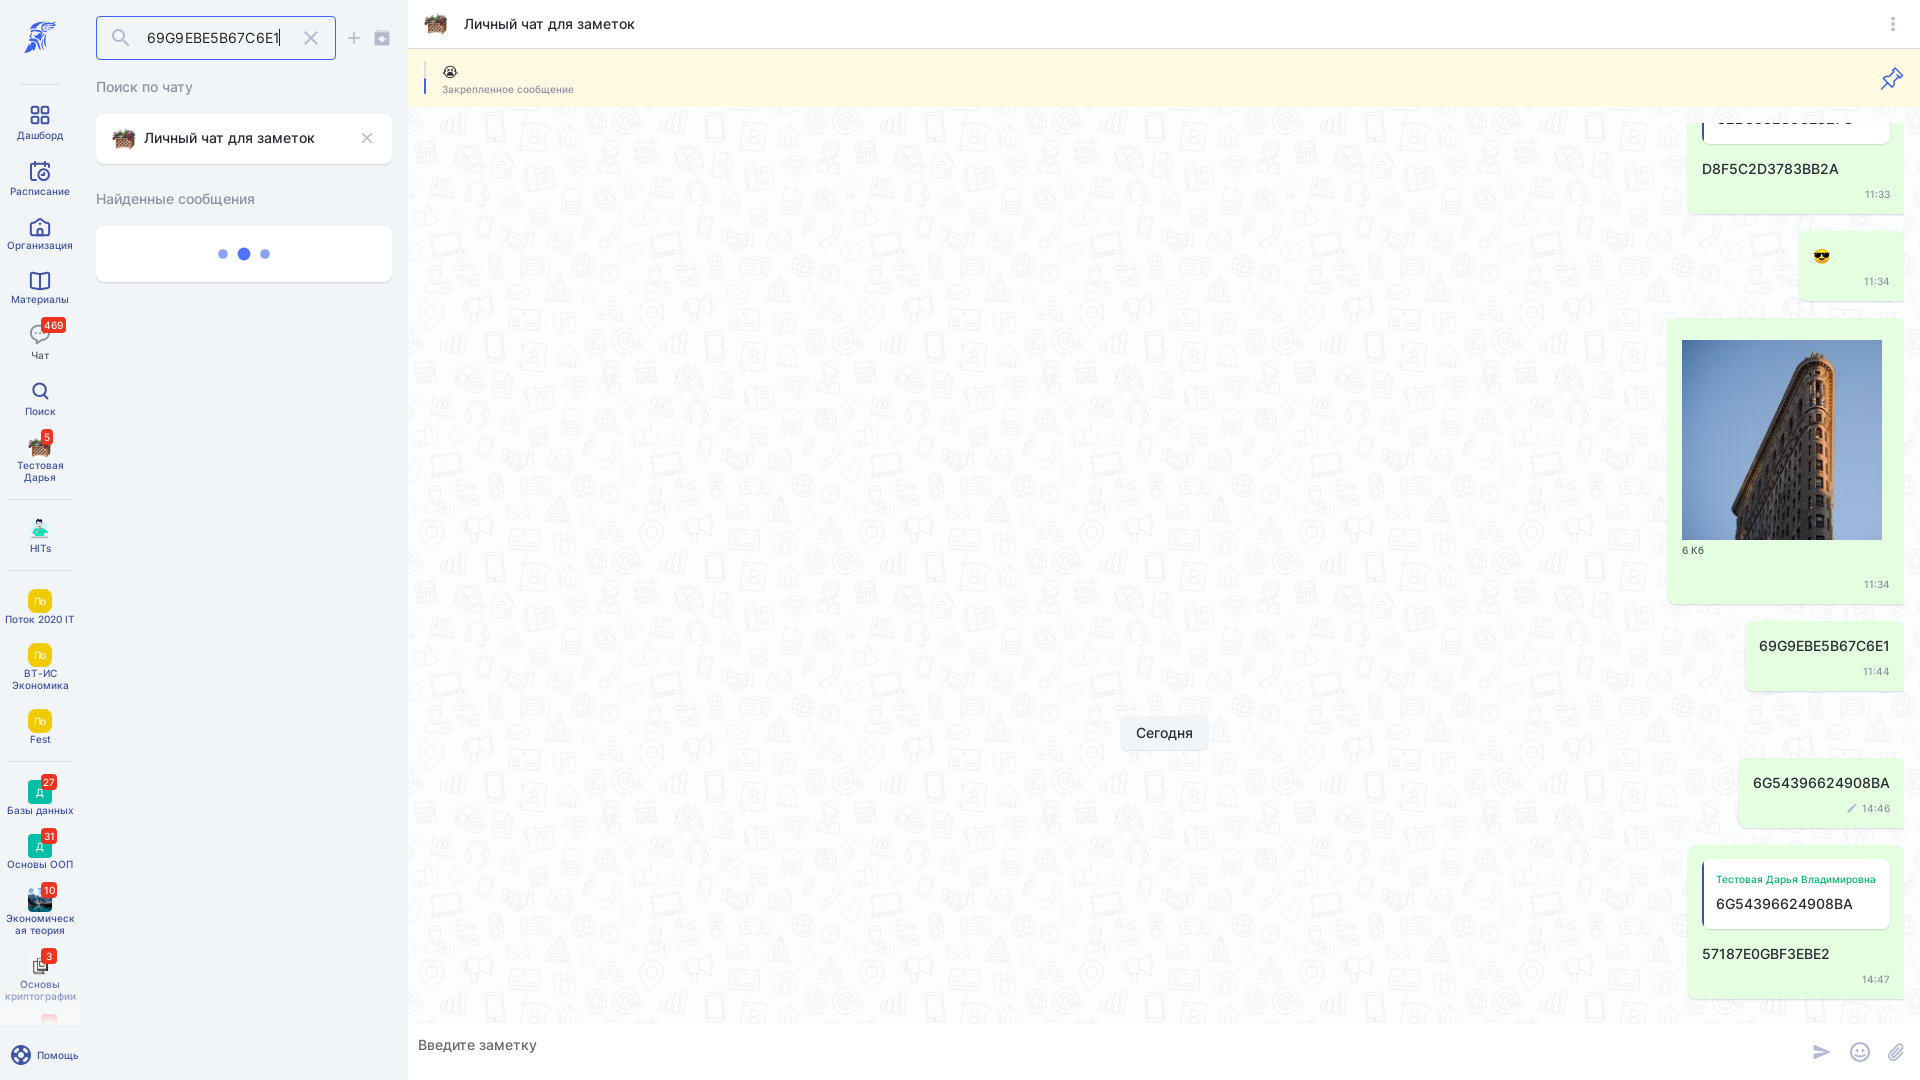 69G9EBE5B67C6E1
Поиск по чату
Личный чат для заметок
Найденные сообщения
Дашборд
Расписание
Организация
Материалы
469
Чат
Поиск
5
Тестовая
Дарья
HITs
По
Поток 2020 IT
По
ВТ-ИС
Экономика
По
Fest
27
Д
Базы данных
31
Д
Основы ООП
10
Экономическ
ая теория
3
Основы
криптографии
Помощь
Личный чат для заметок
Закрепленное сообщение
D8F5C2D3783BB2A
11:33
11:34
6 Кб
11:34
69G9EBE5B67C6E1
11:44
Сегодня
6G54396624908BA
14:46
Тестовая Дарья Владимировна
6G54396624908BA
57187E0GBF3EBE2
14:47
Введите заметку